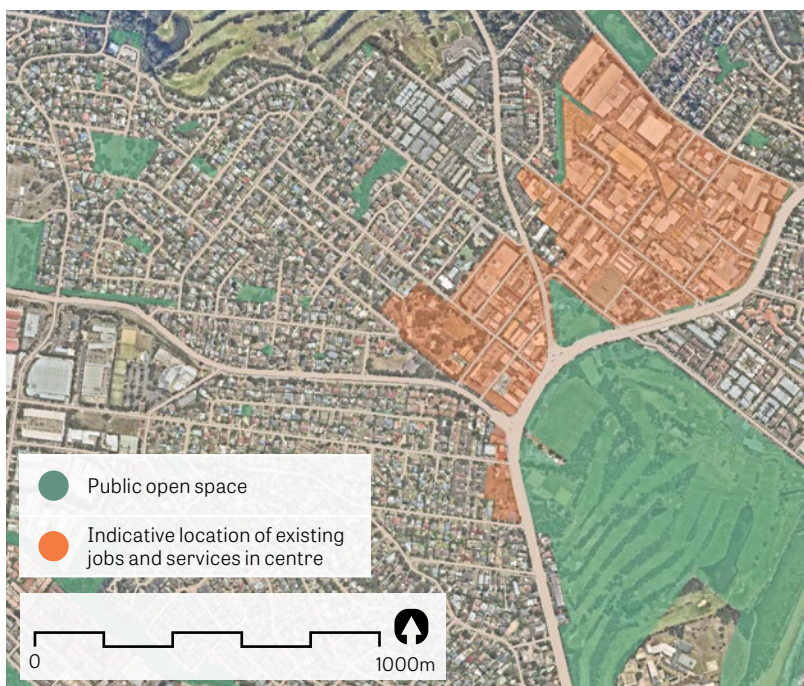 Public open space
Indicative location of existing
jobs and services in centre
0
1000m